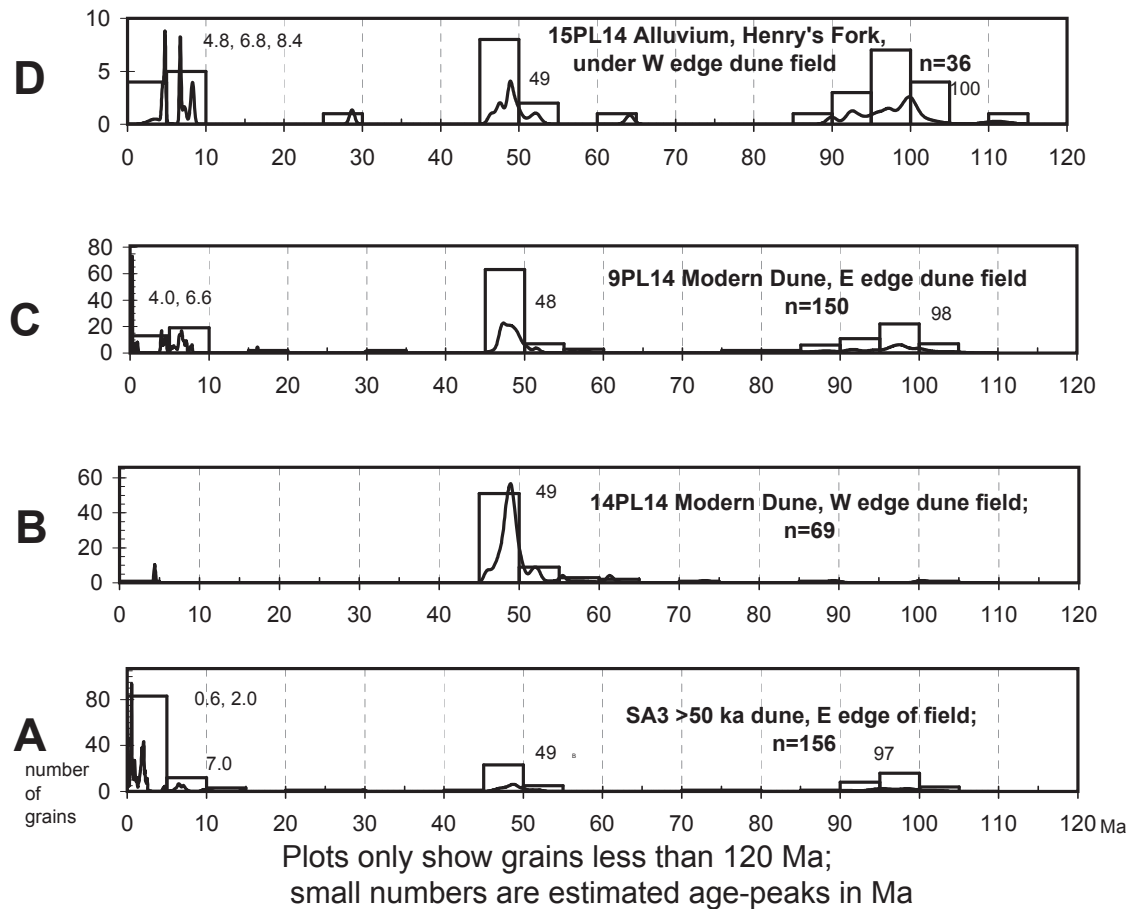 D
10
5
0
4.8, 6.8, 8.4
15PL14 Alluvium, Henry's Fork,
under W edge dune field
n=36
49
100
0 10 20 30 40 50 60 70 80 90 100 110 120
C
80
60
40
20
0
4.0, 6.6
9PL14 Modern Dune, E edge dune field
n=150
48
98
0 10 20 30 40 50 60 70 80 90 100 110 120
B
60
40
20
0
49
14PL14 Modern Dune, W edge dune field;
n=69
0 10 20 30 40 50 60 70 80 90 100 110 120
A
number
of
grains
80
40
0
0.6, 2.0
7.0
49
SA3 >50 ka dune, E edge of field;
n=156
97
0 10 20 30 40 50 60 70 80 90 100 110 120 Ma
Plots only show grains less than 120 Ma;
small numbers are estimated age-peaks in Ma